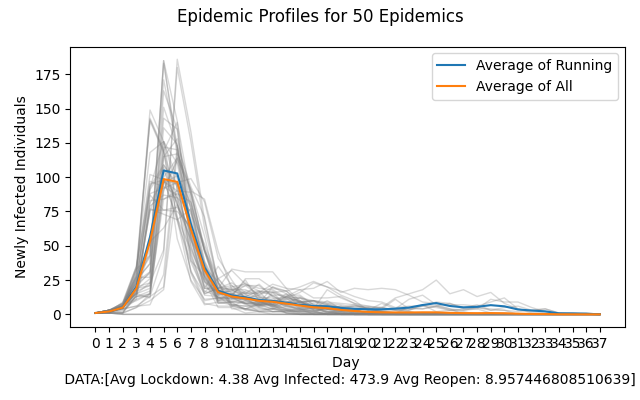 Epidemic Profiles for 50 Epidemics
Average of Running
Average of All
Newly Infected Individuals
175
150
125
100
75
50
25
0
0 1 2 3 4 5 6 7 8 9 10 11 12 13 14 15 16 17 18 19 20 21 22 23 24 25 26 27 28 29 30 31 32 33 34 35 36 37
Day
DATA:[Avg Lockdown: 4.38 Avg Infected: 473.9 Avg Reopen: 8.957446808510639]